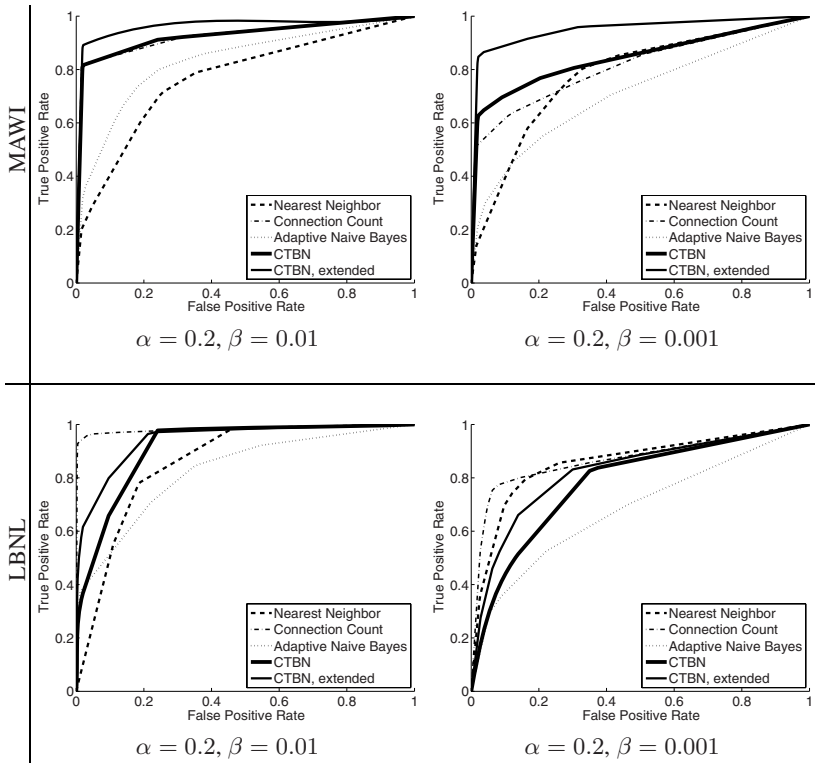 MAWI
True Positive Rate
1
0.8
0.6
0.4
0.2
0
0 0.2 0.4 0.6 0.8 1
False Positive Rate
Nearest Neighbor
Connection Count
Adaptive Naive Bayes
CTBN
CTBN, extended
α = 0.2, β = 0.01
True Positive Rate
1
0.8
0.6
0.4
0.2
0
0 0.2 0.4 0.6 0.8 1
False Positive Rate
Nearest Neighbor
Connection Count
Adaptive Naive Bayes
CTBN
CTBN, extended
α = 0.2, β = 0.001
LBNL
True Positive Rate
1
0.8
0.6
0.4
0.2
0
0 0.2 0.4 0.6 0.8 1
False Positive Rate
Nearest Neighbor
Connection Count
Adaptive Naive Bayes
CTBN
CTBN, extended
α = 0.2, β = 0.01
True Positive Rate
1
0.8
0.6
0.4
0.2
0
0 0.2 0.4 0.6 0.8 1
False Positive Rate
Nearest Neighbor
Connection Count
Adaptive Naive Bayes
CTBN
CTBN, extended
α = 0.2, β = 0.001